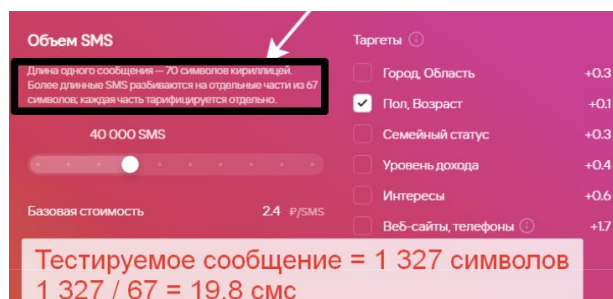 Объем SMS
Длина одного сообщения — 70 символов кириллицей.
Более длинные SMS разбиваются на отдельные части из 67
символов; каждая часть тарифицируется отдельно.
40 000 SMS
Базовая стоимость 2.4 ₽/SMS
Таргеты
Город, Область +0.3
Пол, Возраст +0.1
Семейный статус +0.3
Уровень дохода +0.4
Интересы +0.6
Веб-сайты, телефоны +1.7
Тестируемое сообщение = 1 327 символов
1 327 / 67 = 19.8 смс